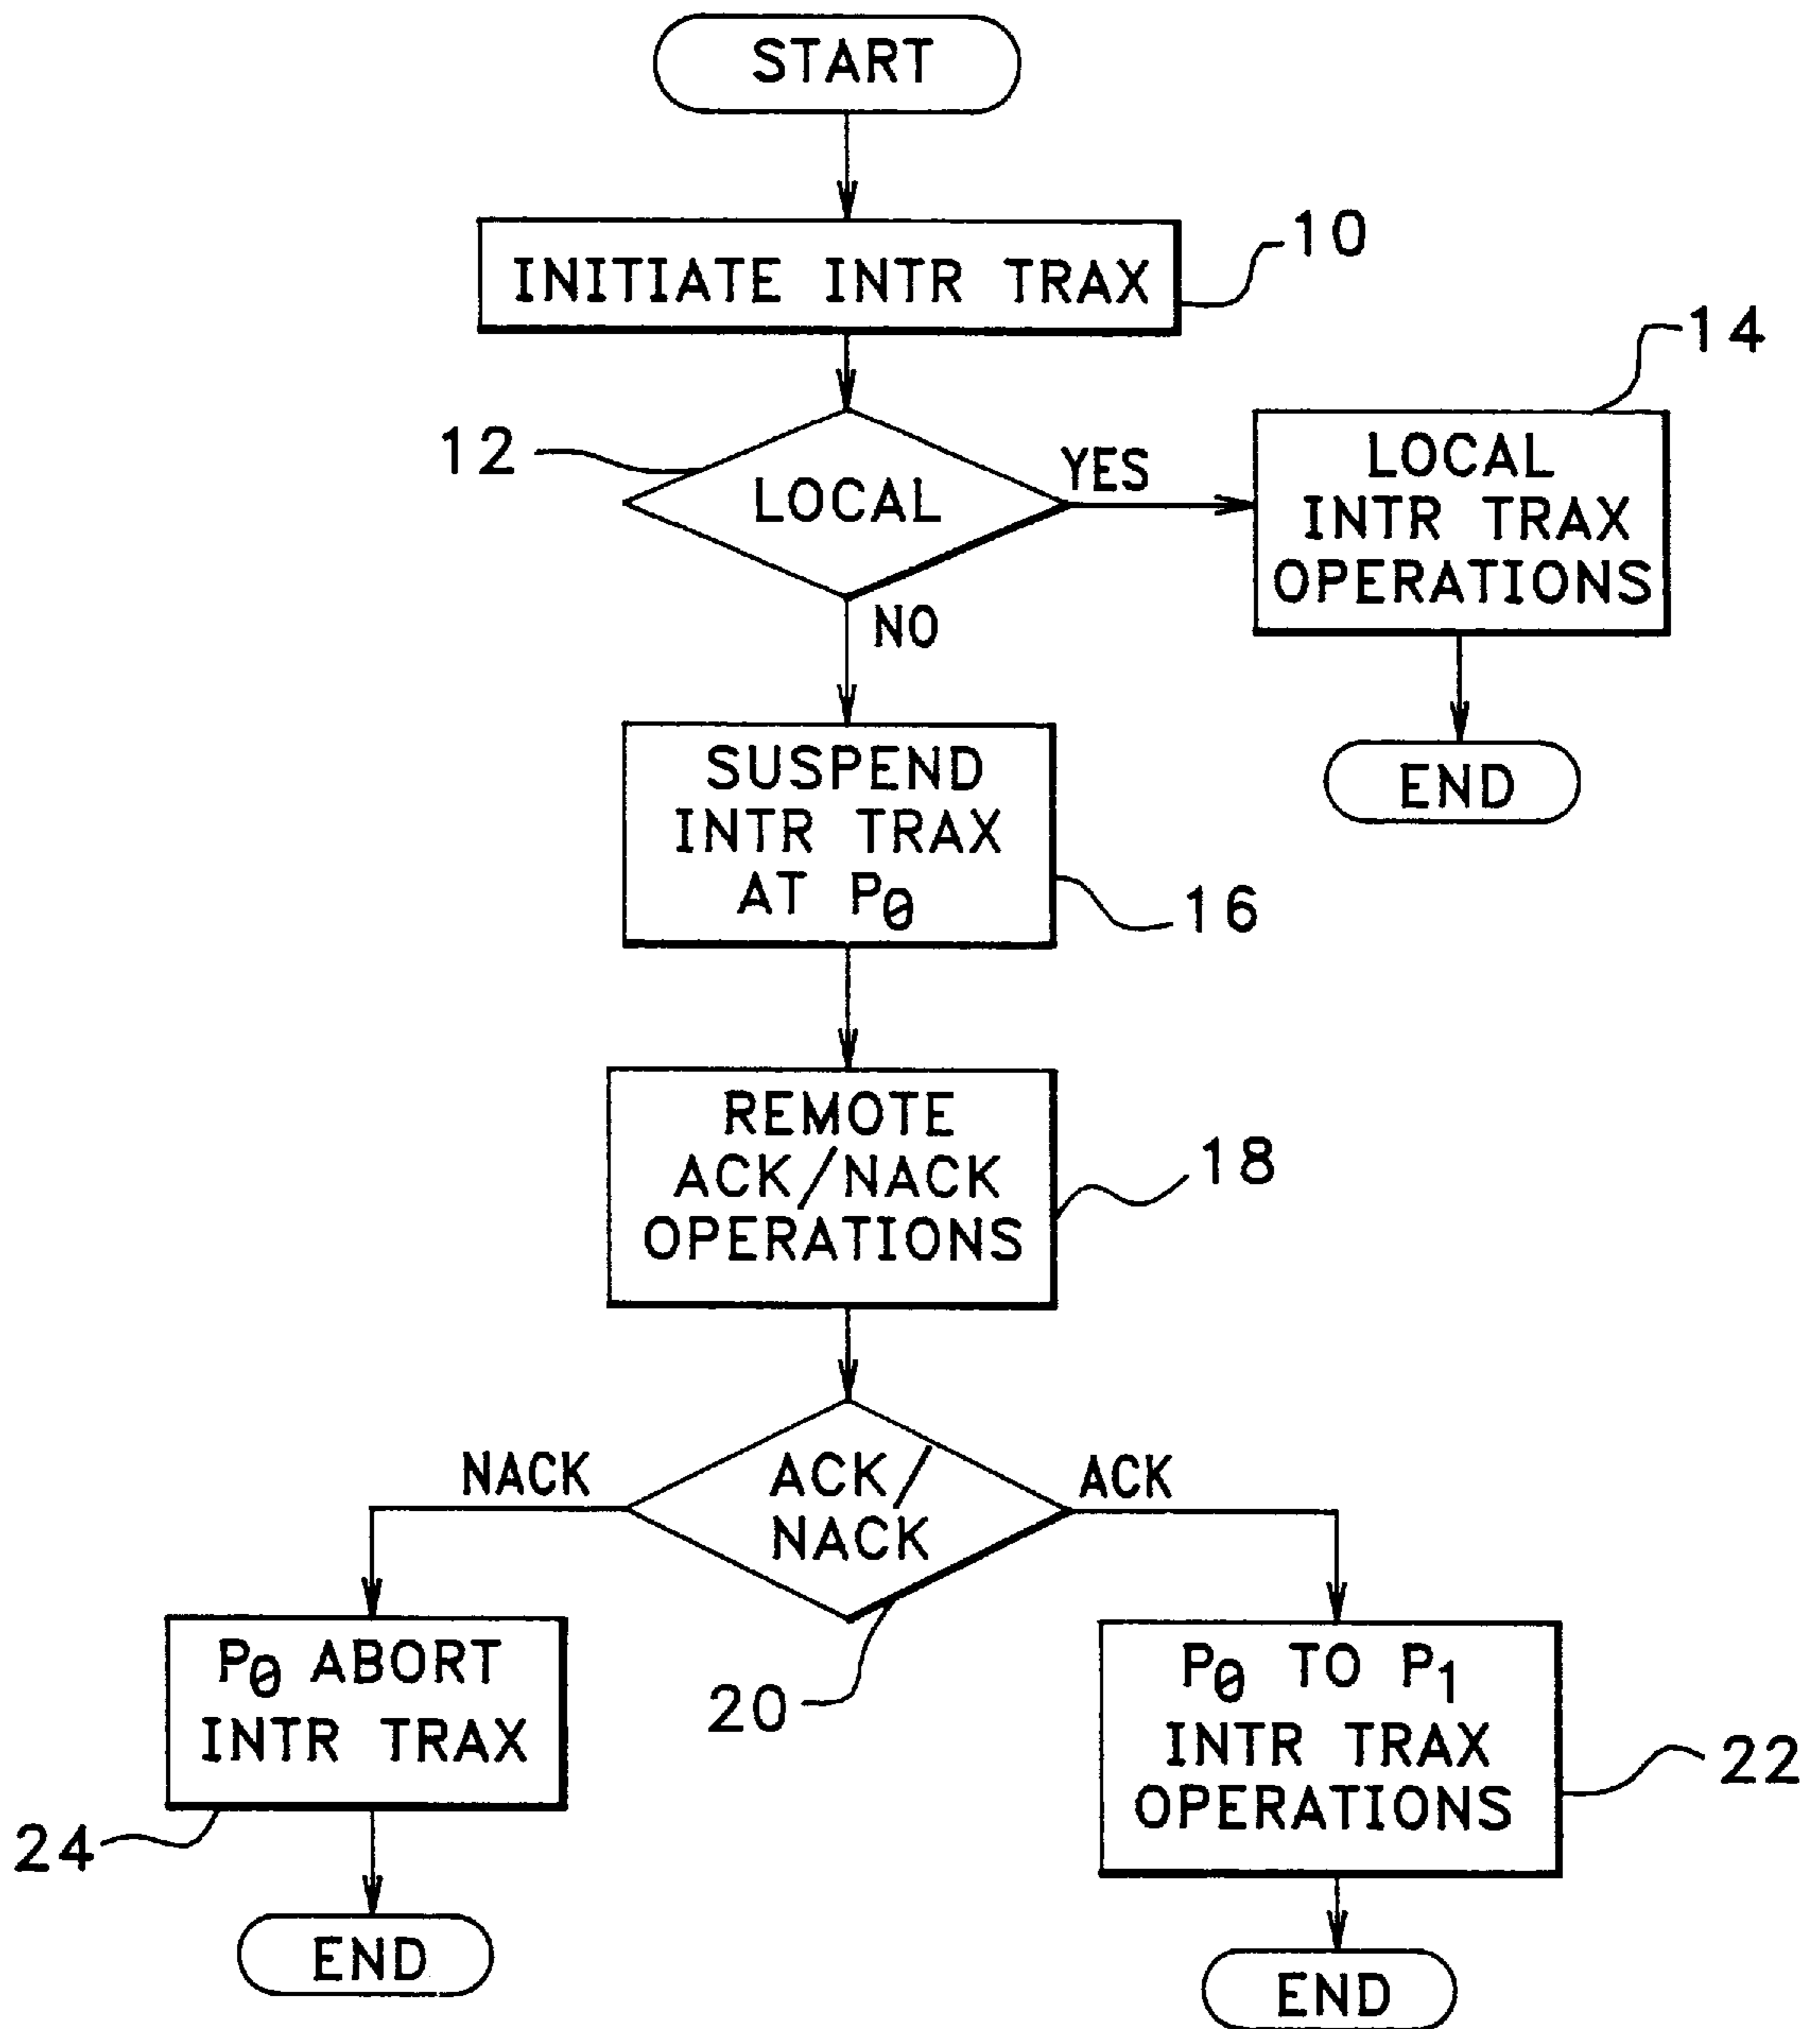 START
INITIATE INTR TRAX
10
12
LOCAL
YES
NO
14
LOCAL
INTR TRAX
OPERATIONS
END
SUSPEND
INTR TRAX
AT P0
16
REMOTE
ACK/NACK
OPERATIONS
18
NACK
ACK/
NACK
ACK
20
P0 ABORT
INTR TRAX
24
END
P0 TO P1
INTR TRAX
OPERATIONS
22
END